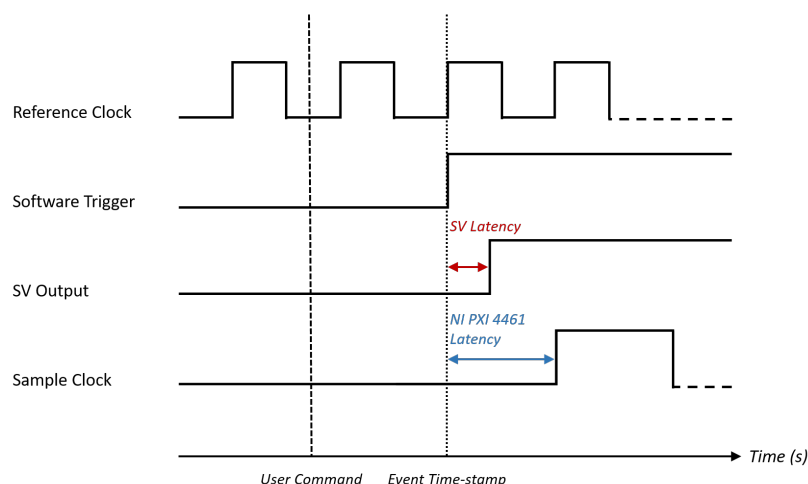 Reference Clock
Software Trigger
SV Latency
SV Output
NI PXI 4461
Latency
Sample Clock
Time (s)
User Command
Event Time-stamp